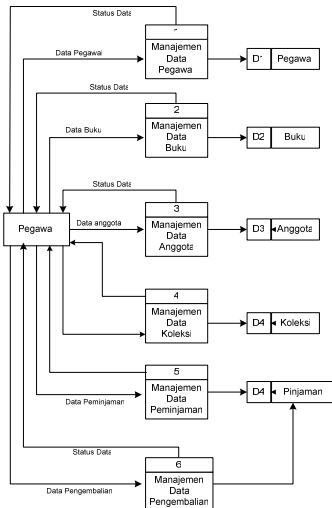 Status Data
1
Manajemen
Data
Pegawa
Data Pegawai
D1 Pegawa
Status Data
2
Manajemen
Data
Buku
Data Buku
D2 Buku
Status Data
3
Manajemen
Data
Anggota
Pegawa
Data anggota
D3 Anggota
4
Manajemen
Data
Koleksi
D4 Koleksi
5
Manajemen
Data
Peminjaman
D4 Pinjaman
Data Peminjaman
Status Data
6
Manajemen
Data
Pengembalian
Data Pengembalian